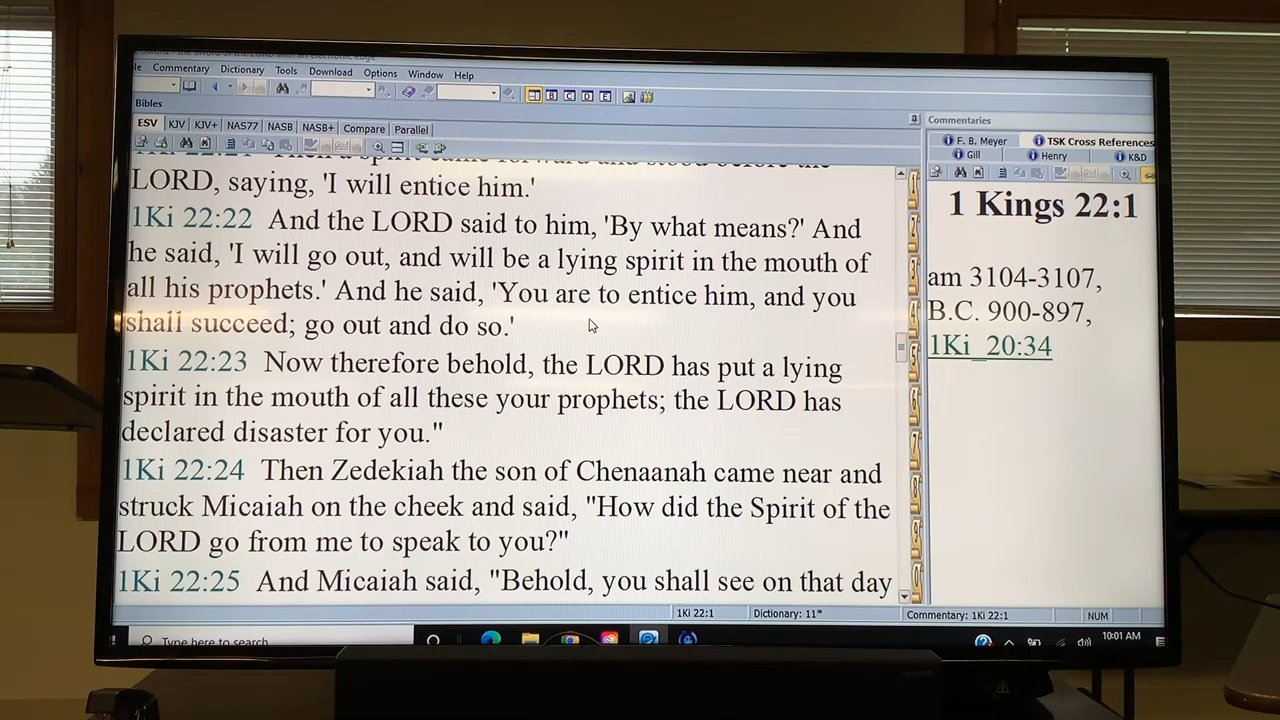 le Commentary Dictionary Tools Download Options Window Help
Bibles
ESV KJV KJV+ NAS77 NASB NASB+ Compare Parallel
LORD, saying, 'I will entice him.'
1Ki 22:22 And the LORD said to him, 'By what means?' And
he said, 'I will go out, and will be a lying spirit in the mouth of
all his prophets.' And he said, 'You are to entice him, and you
shall succeed; go out and do so.'
1Ki 22:23 Now therefore behold, the LORD has put a lying
spirit in the mouth of all these your prophets; the LORD has
declared disaster for you."
1Ki 22:24 Then Zedekiah the son of Chenaanah came near and
struck Micaiah on the cheek and said, "How did the Spirit of the
LORD go from me to speak to you?"
1Ki 22:25 And Micaiah said, "Behold, you shall see on that day
Commentaries
F. B. Meyer TSK Cross References
Gill Henry K&D
1 Kings 22:1
am 3104-3107,
B.C. 900-897,
1Ki_20:34
1Ki 22:1 Dictionary: 11* Commentary: 1Ki 22:1 NUM
Type here to search 10:01 AM